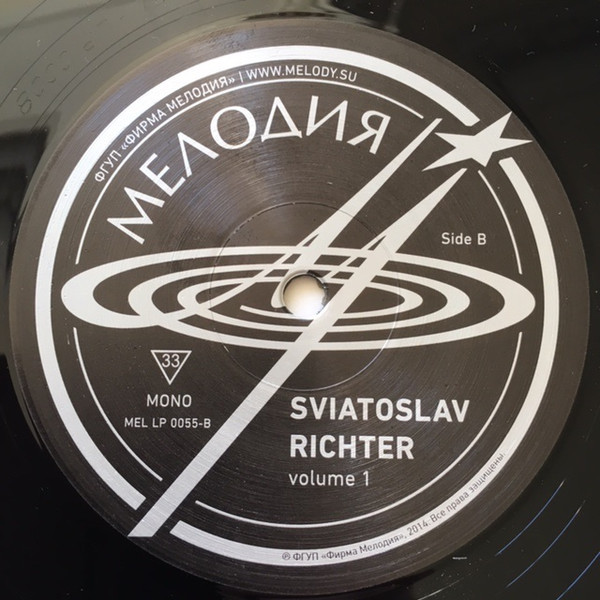 ФГУП «ФИРМА МЕЛОДИЯ» | WWW.MELODY.SU
МЕЛОДИЯ
Side B
33
MONO
MEL LP 0055-B
SVIATOSLAV
RICHTER
volume 1
℗ ФГУП «Фирма Мелодия», 2014. Все права защищены.